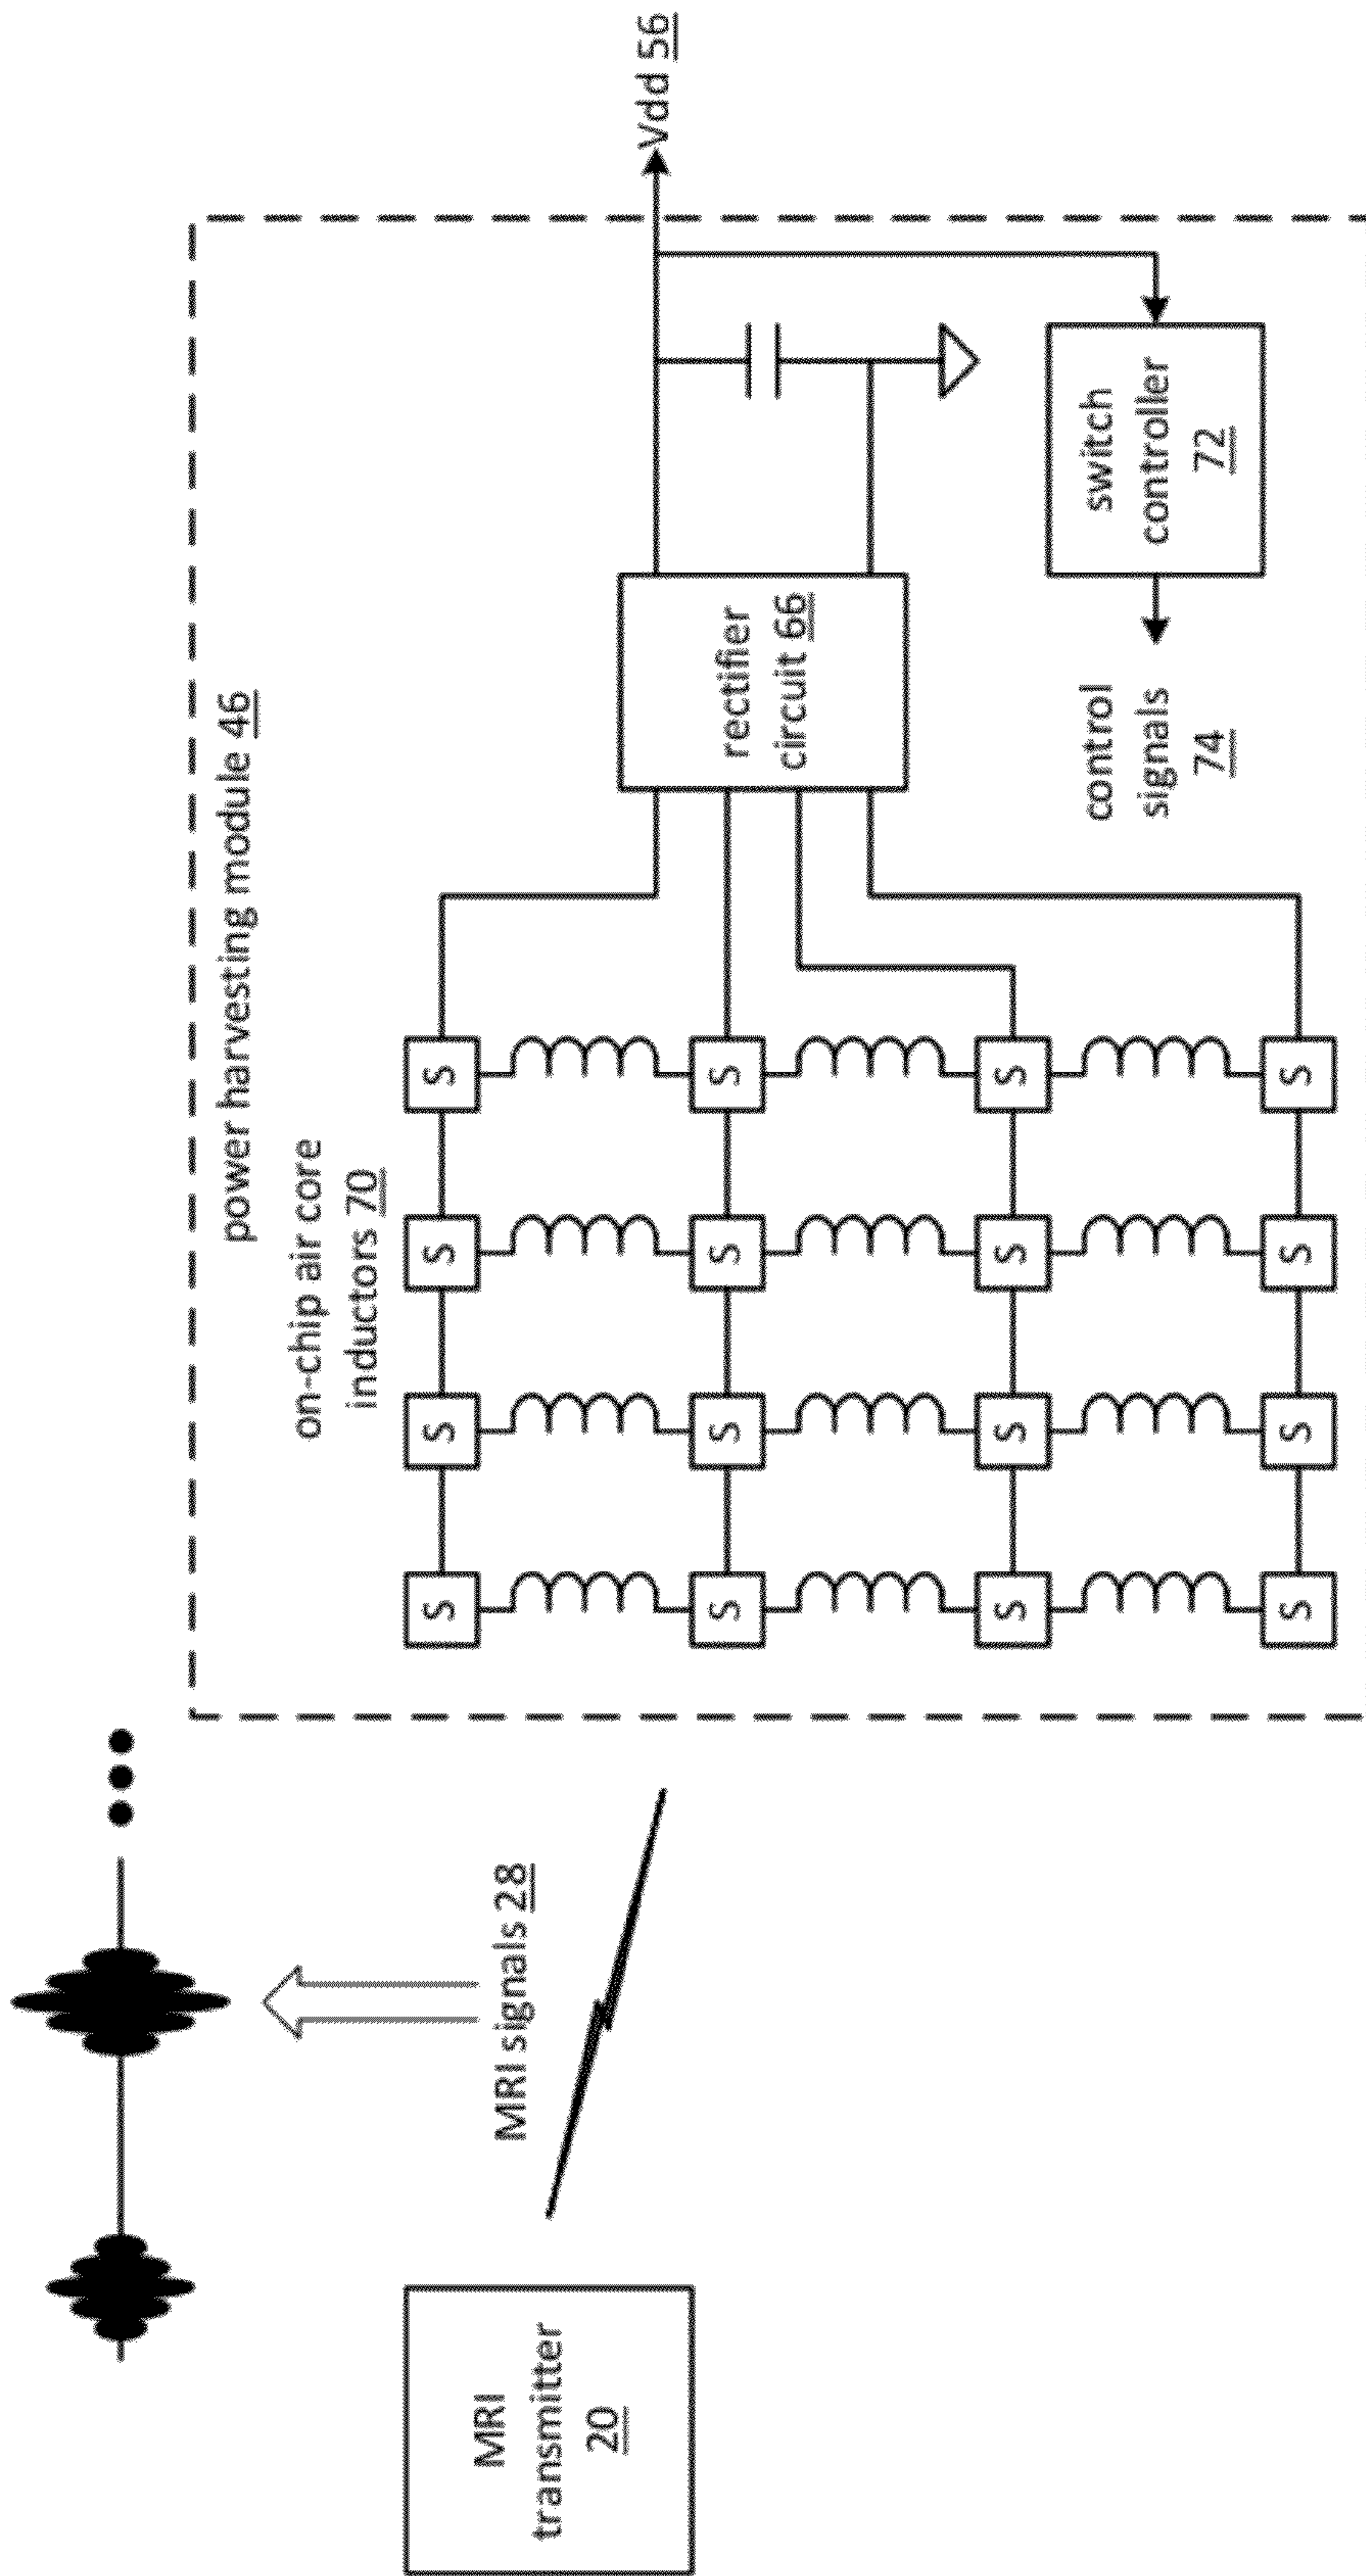 MRI
transmitter
20
MRI signals 28
power harvesting module 46
on-chip air core
inductors 70
S S S S
S S S S
S S S S
S S S S
rectifier
circuit 66
control
signals
74
switch
controller
72
Vdd 56